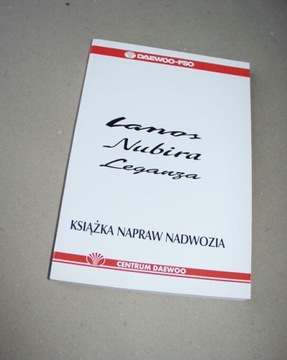 DAEWOO-FSO
Lanos
Nubira
Leganza
KSIĄŻKA NAPRAW NADWOZIA
CENTRUM DAEWOO